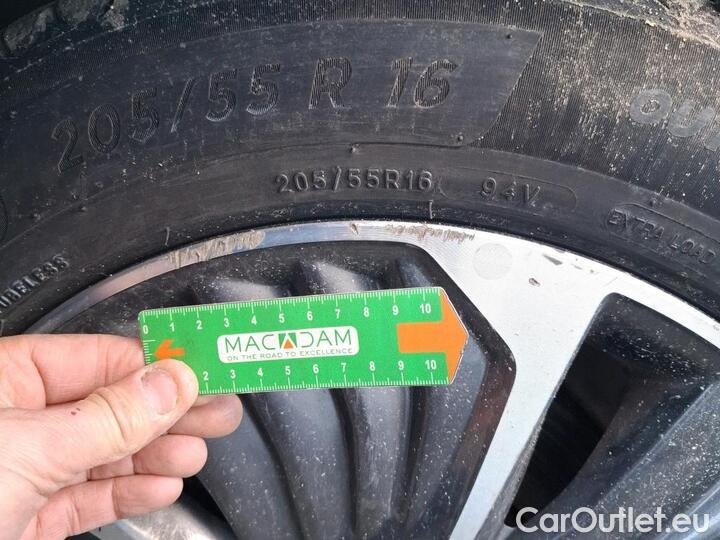 205/55 R 16
205/55R16 94V
EXTRA LOAD
0 1 2 3 4 5 6 7 8 9 10
MACADAM
ON THE ROAD TO EXCELLENCE
2 3 4 5 6 7 8 9 10
CarOutlet.eu